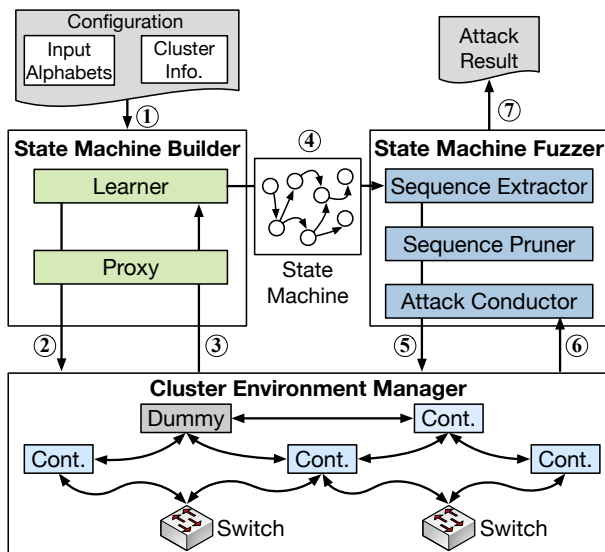 Configuration
Input
Alphabets
Cluster
Info.
Attack
Result
①
⑦
State Machine Builder
④
State Machine Fuzzer
Learner
Sequence Extractor
Proxy
Sequence Pruner
State
Machine
Attack Conductor
②
③
⑤
⑥
Cluster Environment Manager
Dummy
Cont.
Cont.
Cont.
Cont.
Switch
Switch